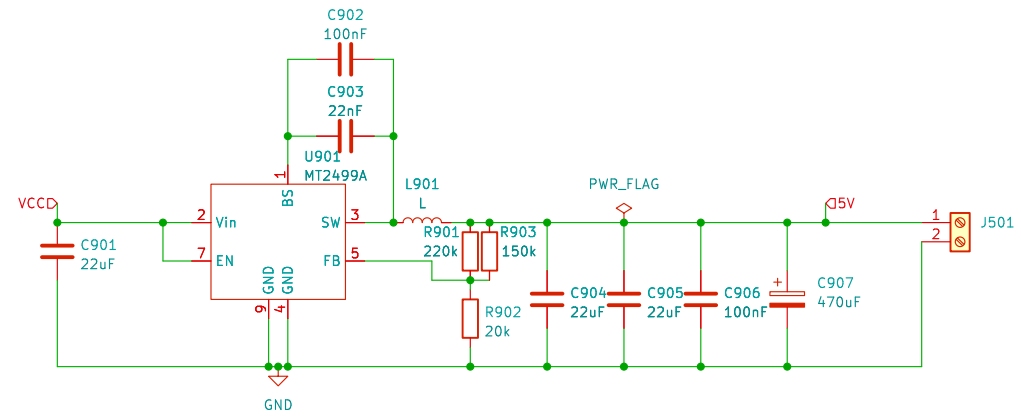 C902
100nF
C903
22nF
U901
MT2499A
1
BS
L901
L
PWR_FLAG
VCC
5V
2
Vin
SW
3
1
J501
2
R901
220k
R903
150k
C901
22uF
7
EN
FB
5
GND
GND
9
4
R902
20k
C904
22uF
C905
22uF
C906
100nF
+
C907
470uF
GND